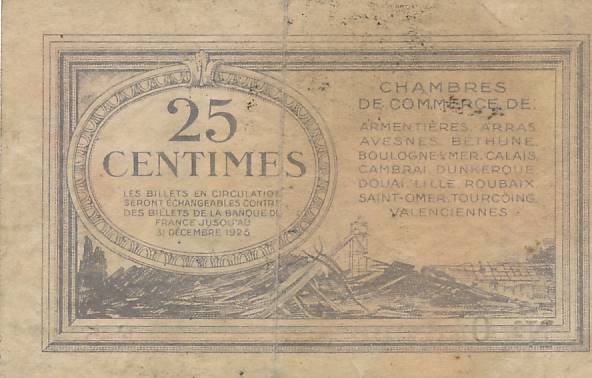 25
CENTIMES
LES BILLETS EN CIRCULATION
SERONT ÉCHANGEABLES CONTRE
DES BILLETS DE LA BANQUE DE
FRANCE JUSQU'AU
31 DÉCEMBRE 1925
CHAMBRES
DE COMMERCE DE:
ARMENTIÈRES, ARRAS,
AVESNES, BÉTHUNE,
BOULOGNE S/MER, CALAIS,
CAMBRAI, DUNKERQUE,
DOUAI, LILLE, ROUBAIX,
SAINT-OMER, TOURCOING,
VALENCIENNES